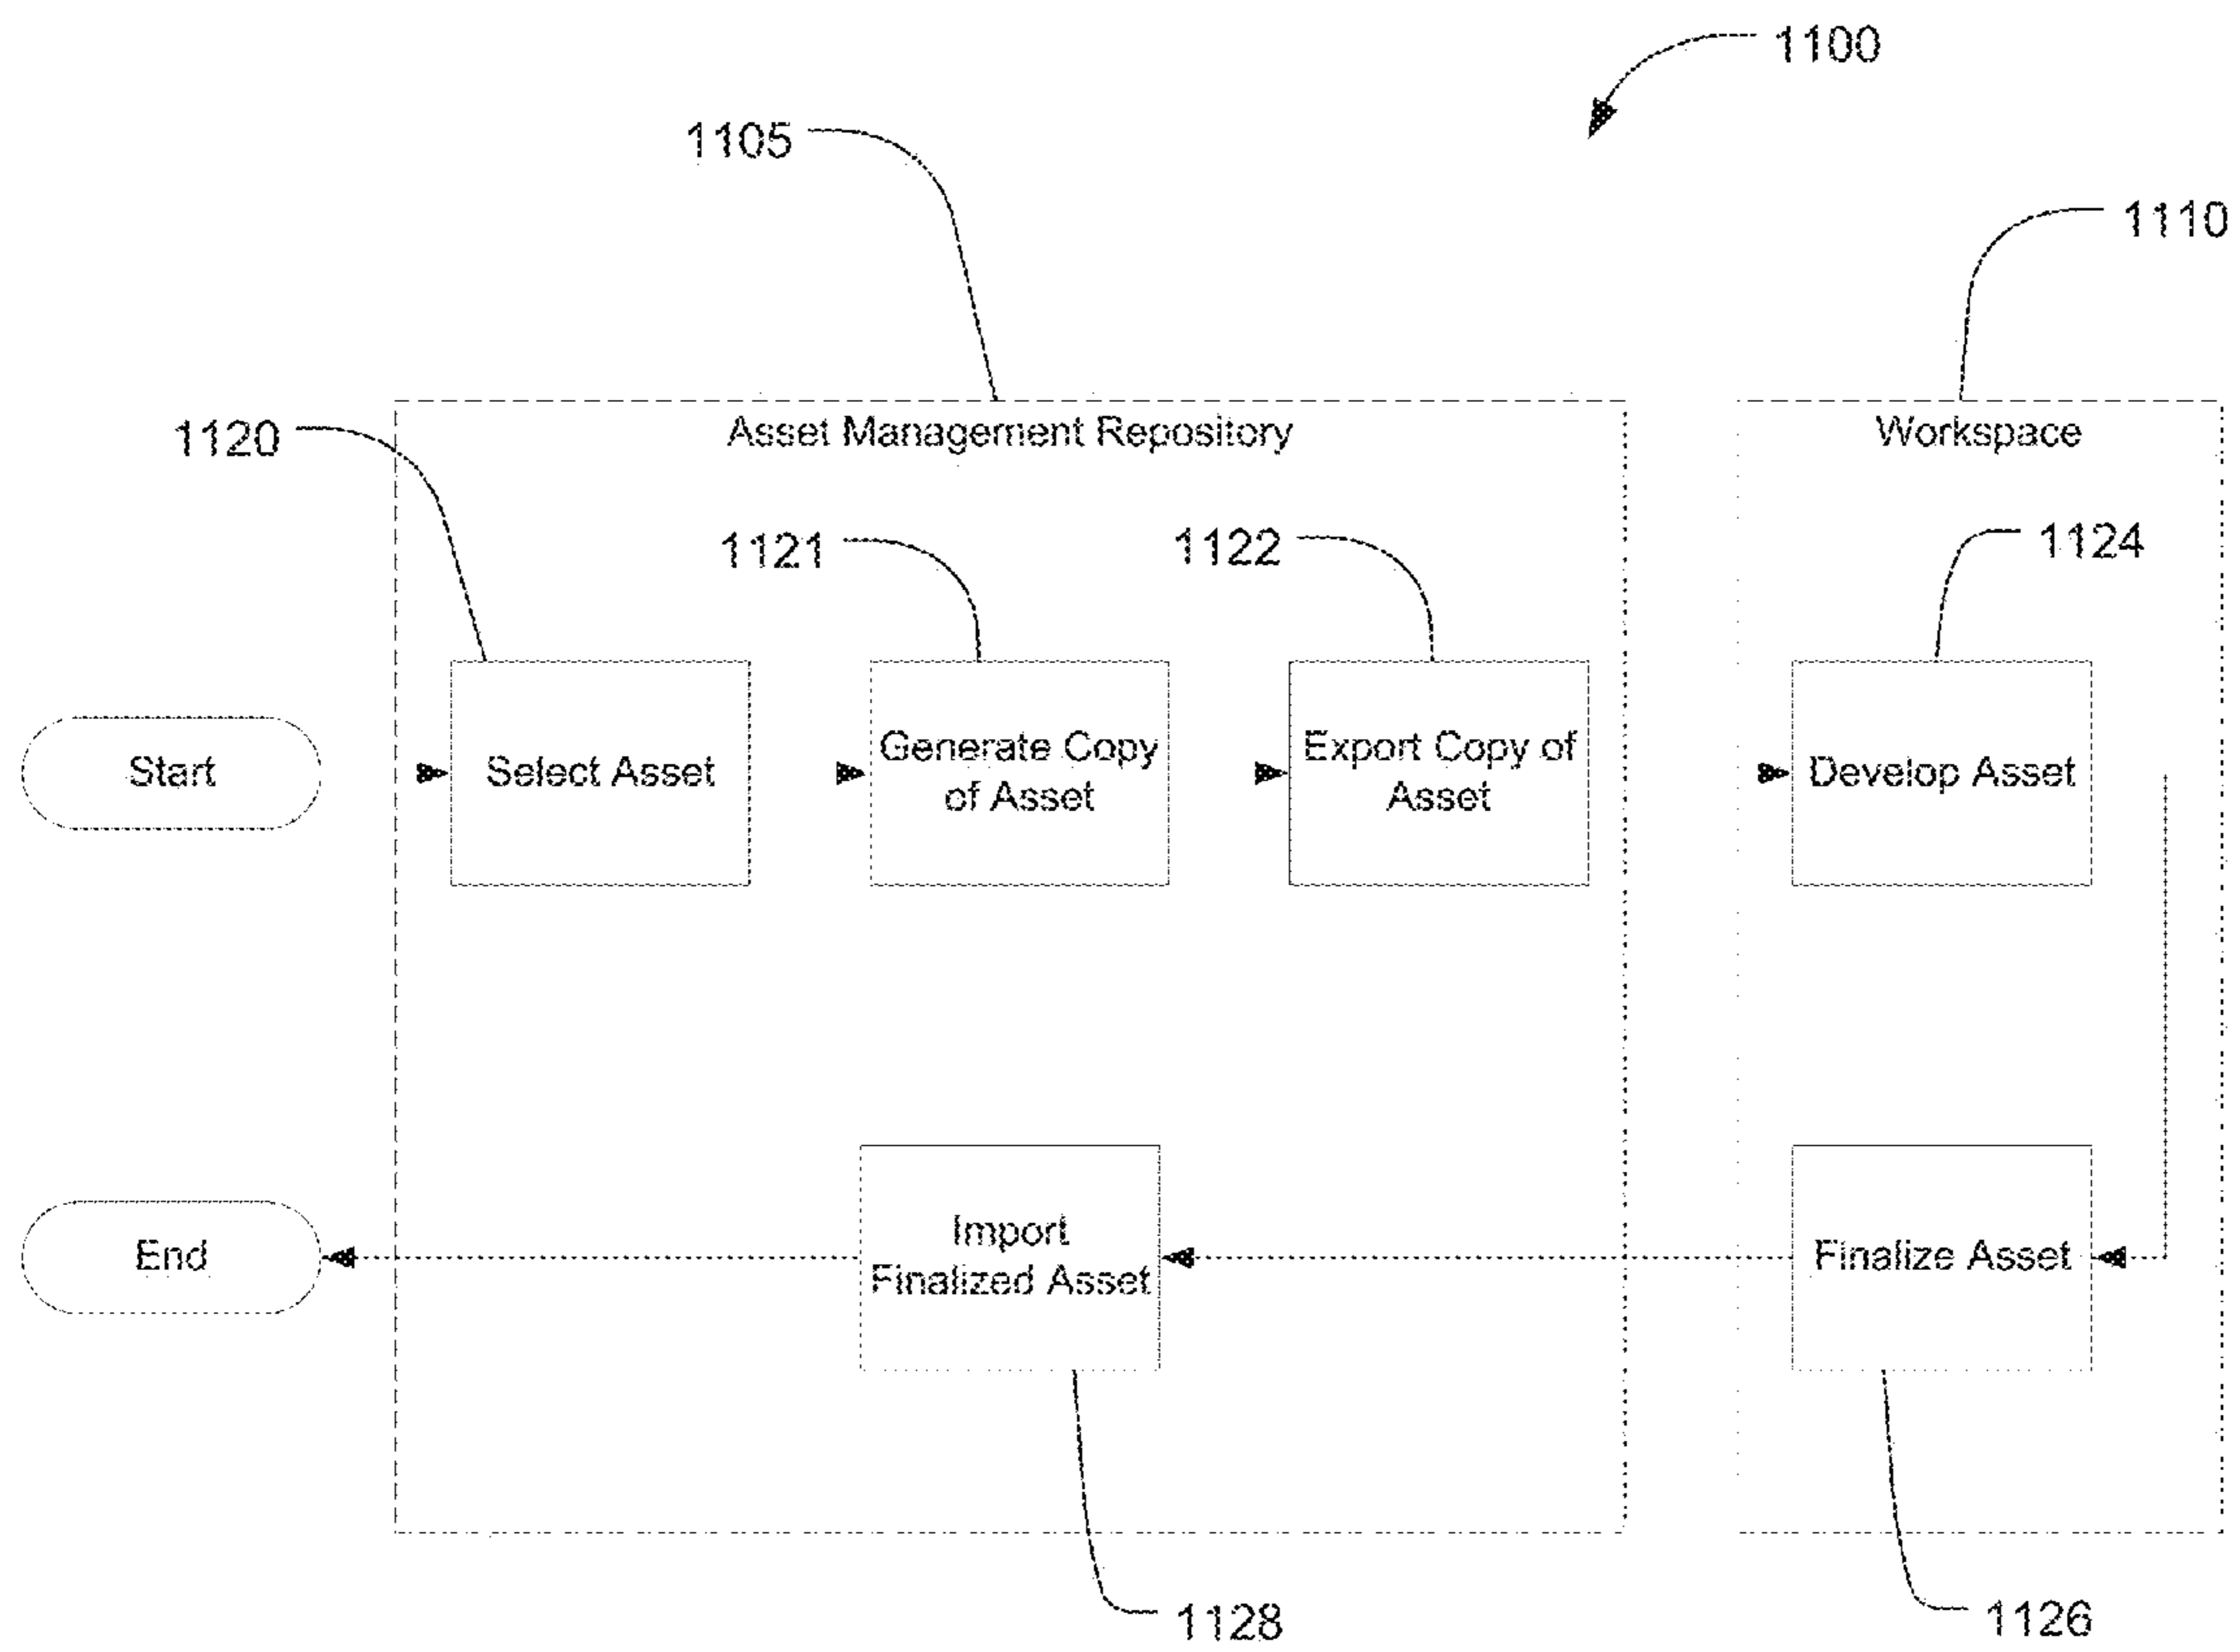 1100
1105
1110
Asset Management Repository
Workspace
1120
1121
1122
1124
Start
Select Asset
Generate Copy
of Asset
Export Copy of
Asset
Develop Asset
End
Import
Finalized Asset
Finalize Asset
1128
1126